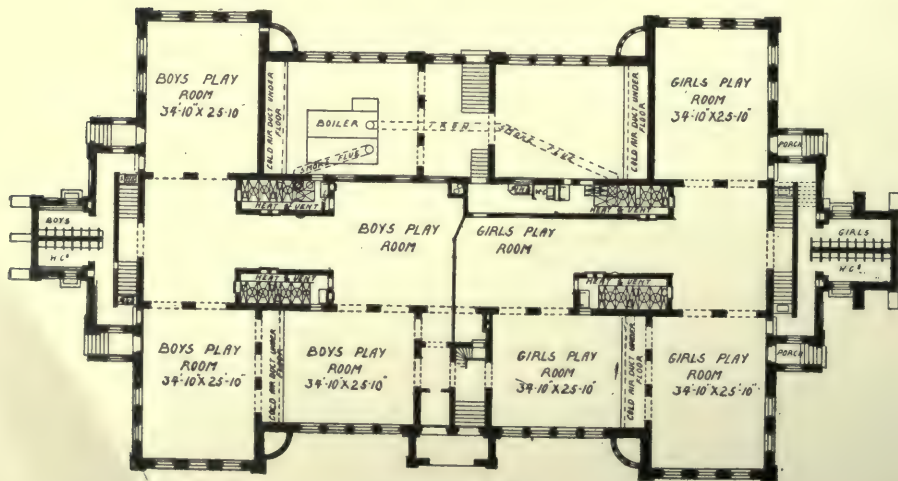 BOYS PLAY
ROOM
34'-10" X 25'-10"
COLD AIR DUCT UNDER
FLOOR
BOILER
SMOKE FLUE
COLD AIR DUCT UNDER
FLOOR
GIRLS PLAY
ROOM
34'-10" X 25'-10"
PORCH
BOYS
W.C.S
HEAT & VENT
W.C.
HEAT & VENT
BOYS PLAY
ROOM
GIRLS PLAY
ROOM
GIRLS
W.C.S
HEAT & VENT
HEAT & VENT
BOYS PLAY
ROOM
34'-10" X 25'-10"
COLD AIR DUCT UNDER
FLOOR
BOYS PLAY
ROOM
34'-10" X 25'-10"
GIRLS PLAY
ROOM
34'-10" X 25'-10"
COLD AIR DUCT UNDER
FLOOR
GIRLS PLAY
ROOM
34'-10" X 25'-10"
PORCH